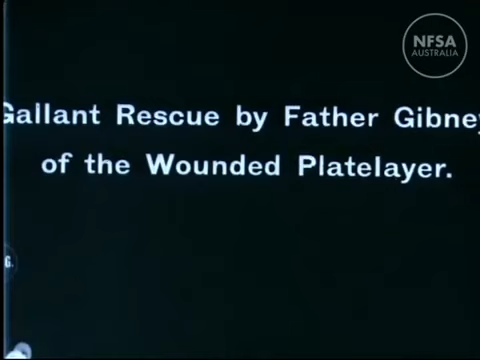 NFSA
AUSTRALIA
Gallant Rescue by Father Gibney
of the Wounded Platelayer.
G.